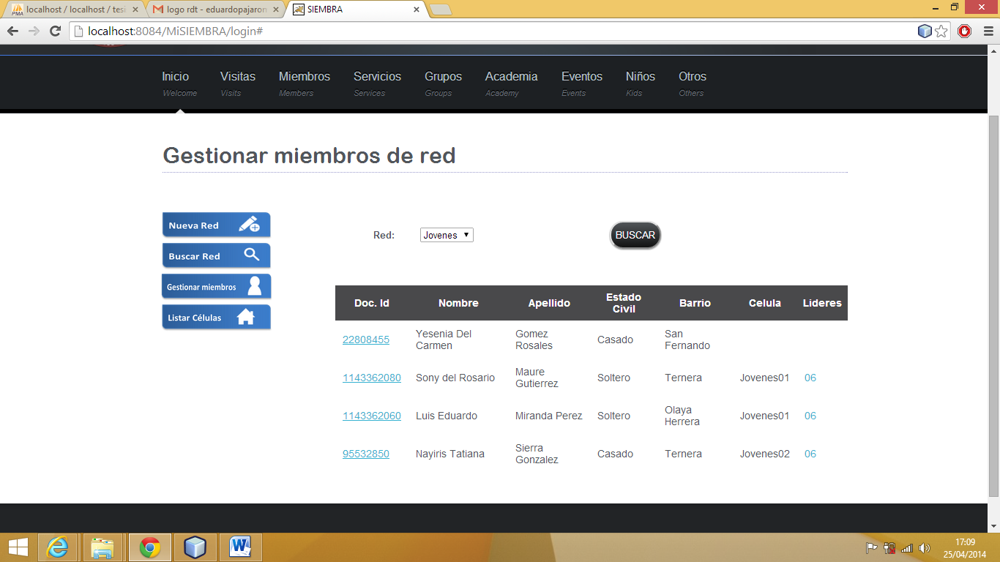 localhost / localhost / tesi
logo rdt - eduardopajaron
SIEMBRA
localhost:8084/MiSIEMBRA/login#
Inicio Visitas Miembros Servicios Grupos Academia Eventos Niños Otros
Welcome Visits Members Services Groups Academy Events Kids Others
Gestionar miembros de red
Nueva Red
Buscar Red
Gestionar miembros
Listar Células
Red: Jovenes BUSCAR
Doc. Id Nombre Apellido Estado Civil Barrio Celula Lideres
22808455 Yesenia Del Carmen Gomez Rosales Casado San Fernando
1143362080 Sony del Rosario Maure Gutierrez Soltero Ternera Jovenes01 06
1143362060 Luis Eduardo Miranda Perez Soltero Olaya Herrera Jovenes01 06
95532850 Nayiris Tatiana Sierra Gonzalez Casado Ternera Jovenes02 06
17:09
25/04/2014